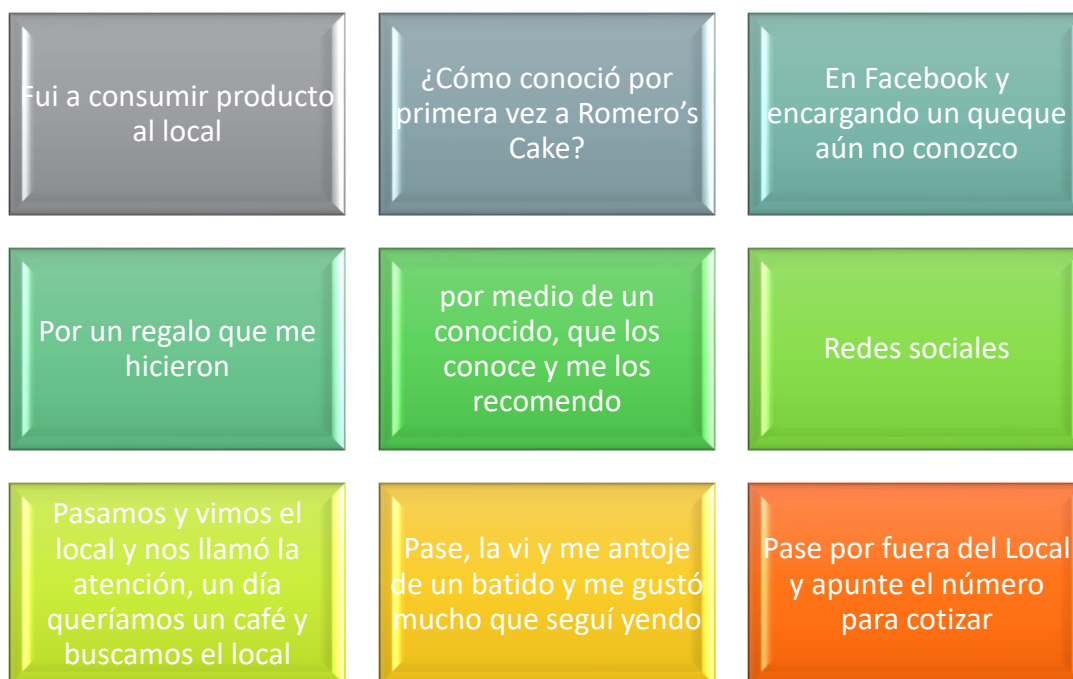 Fui a consumir producto
al local
¿Cómo conoció por
primera vez a Romero’s
Cake?
En Facebook y
encargando un queque
aún no conozco
Por un regalo que me
hicieron
por medio de un
conocido, que los
conoce y me los
recomendo
Redes sociales
Pasamos y vimos el
local y nos llamó la
atención, un día
queríamos un café y
buscamos el local
Pase, la vi y me antoje
de un batido y me gustó
mucho que seguí yendo
Pase por fuera del Local
y apunte el número
para cotizar